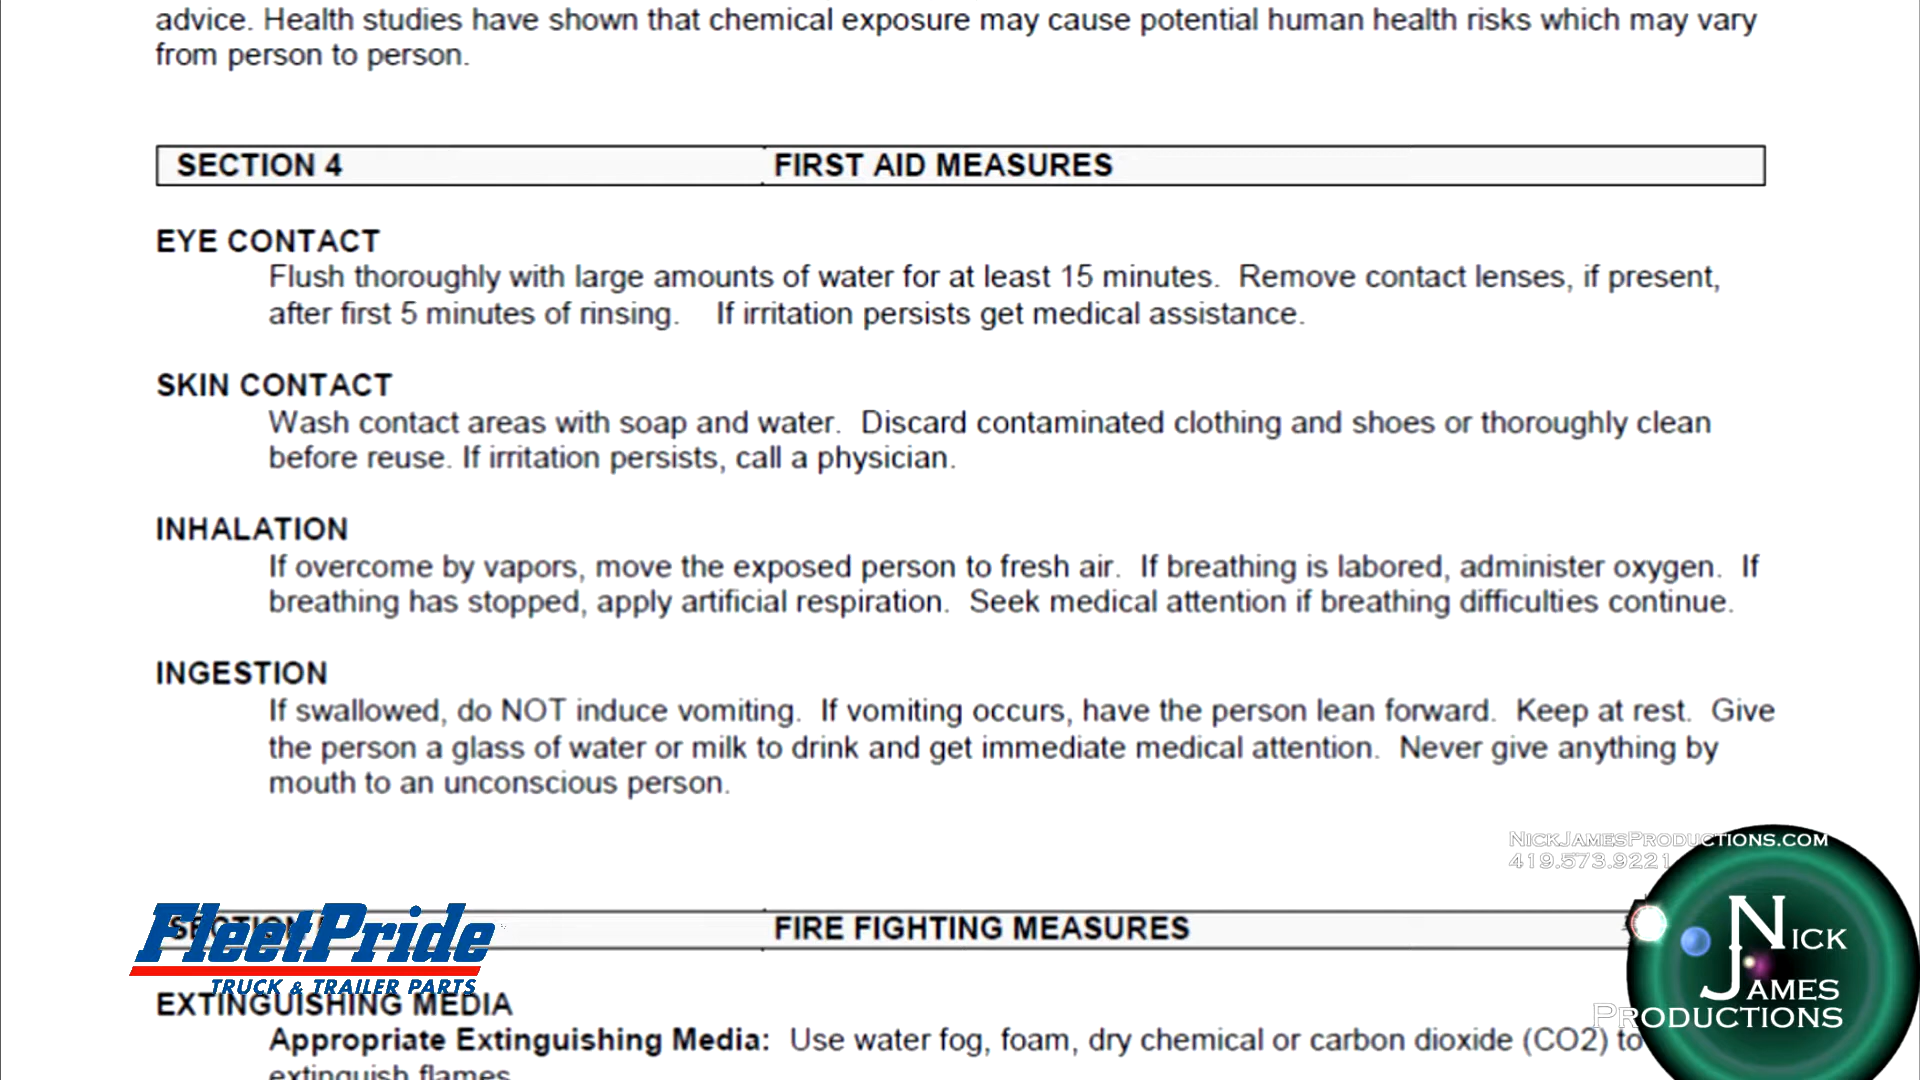 advice. Health studies have shown that chemical exposure may cause potential human health risks which may vary
from person to person.
SECTION 4 FIRST AID MEASURES
EYE CONTACT
Flush thoroughly with large amounts of water for at least 15 minutes. Remove contact lenses, if present,
after first 5 minutes of rinsing. If irritation persists get medical assistance.
SKIN CONTACT
Wash contact areas with soap and water. Discard contaminated clothing and shoes or thoroughly clean
before reuse. If irritation persists, call a physician.
INHALATION
If overcome by vapors, move the exposed person to fresh air. If breathing is labored, administer oxygen. If
breathing has stopped, apply artificial respiration. Seek medical attention if breathing difficulties continue.
INGESTION
If swallowed, do NOT induce vomiting. If vomiting occurs, have the person lean forward. Keep at rest. Give
the person a glass of water or milk to drink and get immediate medical attention. Never give anything by
mouth to an unconscious person.
NICKJAMESPRODUCTIONS.COM
419.573.9221
FleetPride
TRUCK & TRAILER PARTS
FIRE FIGHTING MEASURES
EXTINGUISHING MEDIA
Appropriate Extinguishing Media: Use water fog, foam, dry chemical or carbon dioxide (CO2) to
extinguish flames
NICK
JAMES
PRODUCTIONS